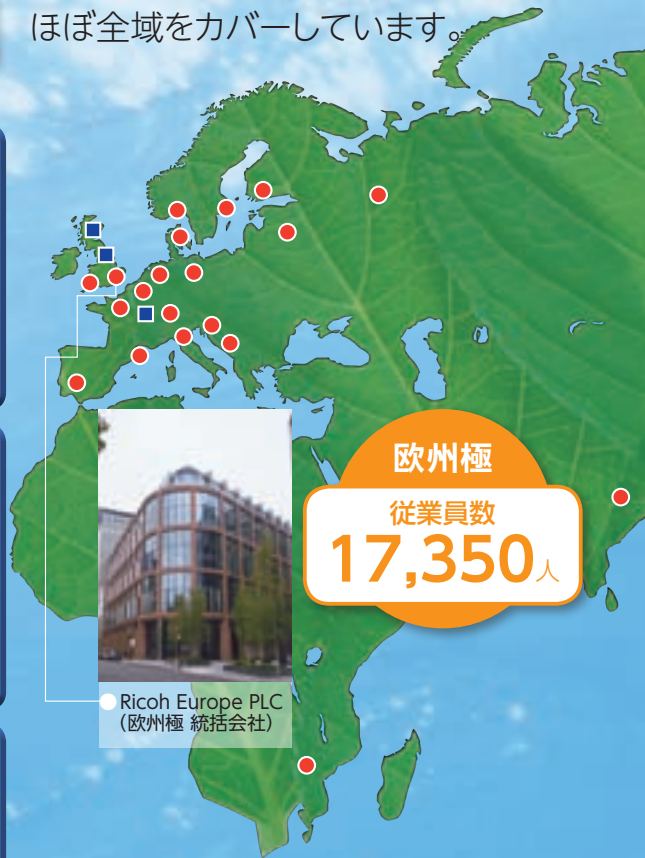 ほぼ全域をカバーしています。
欧州極
従業員数
17,350人
Ricoh Europe PLC
(欧州極 統括会社)